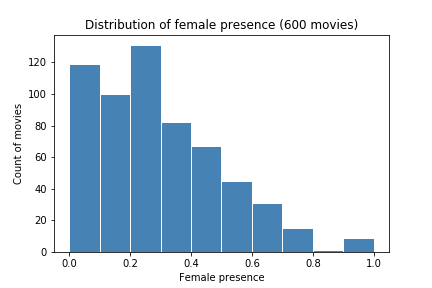 Distribution of female presence (600 movies)
Count of movies
120
100
80
60
40
20
0
0.0 0.2 0.4 0.6 0.8 1.0
Female presence